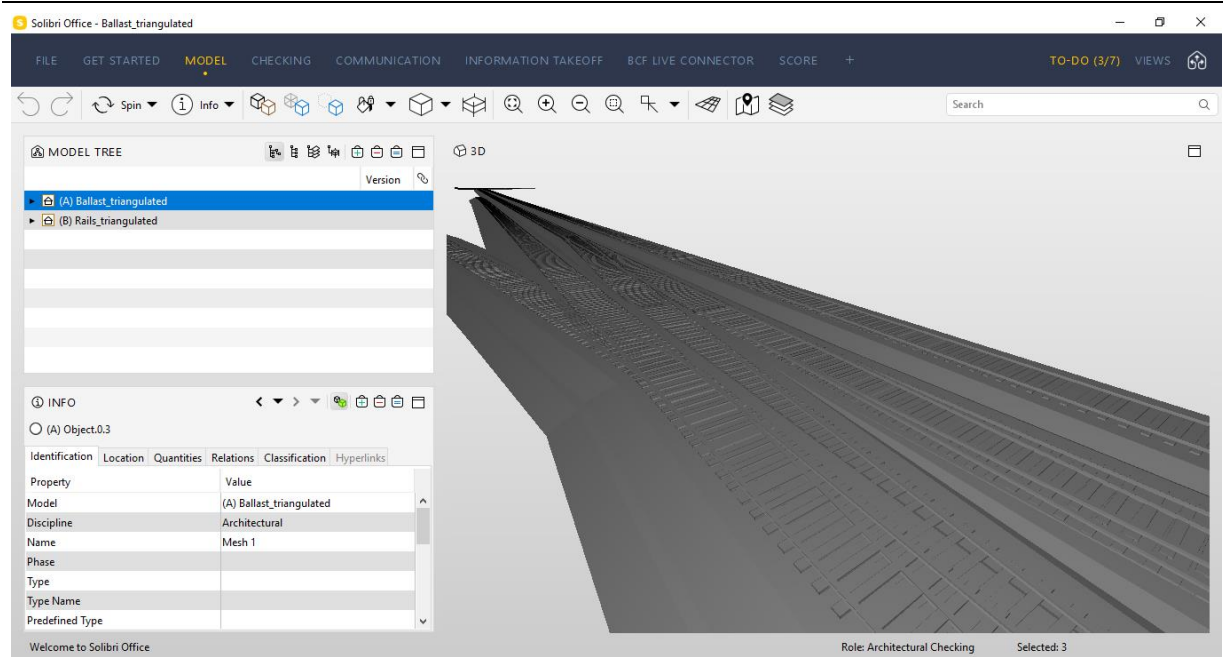 Solibri Office - Ballast_triangulated
FILE GET STARTED MODEL CHECKING COMMUNICATION INFORMATION TAKEOFF BCF LIVE CONNECTOR SCORE + TO-DO (3/7) VIEWS
Spin Info Search
MODEL TREE
3D
Version
(A) Ballast_triangulated
(B) Rails_triangulated
INFO
(A) Object.0.3
Identification Location Quantities Relations Classification Hyperlinks
Property Value
Model (A) Ballast_triangulated
Discipline Architectural
Name Mesh 1
Phase
Type
Type Name
Predefined Type
Welcome to Solibri Office Role: Architectural Checking Selected: 3